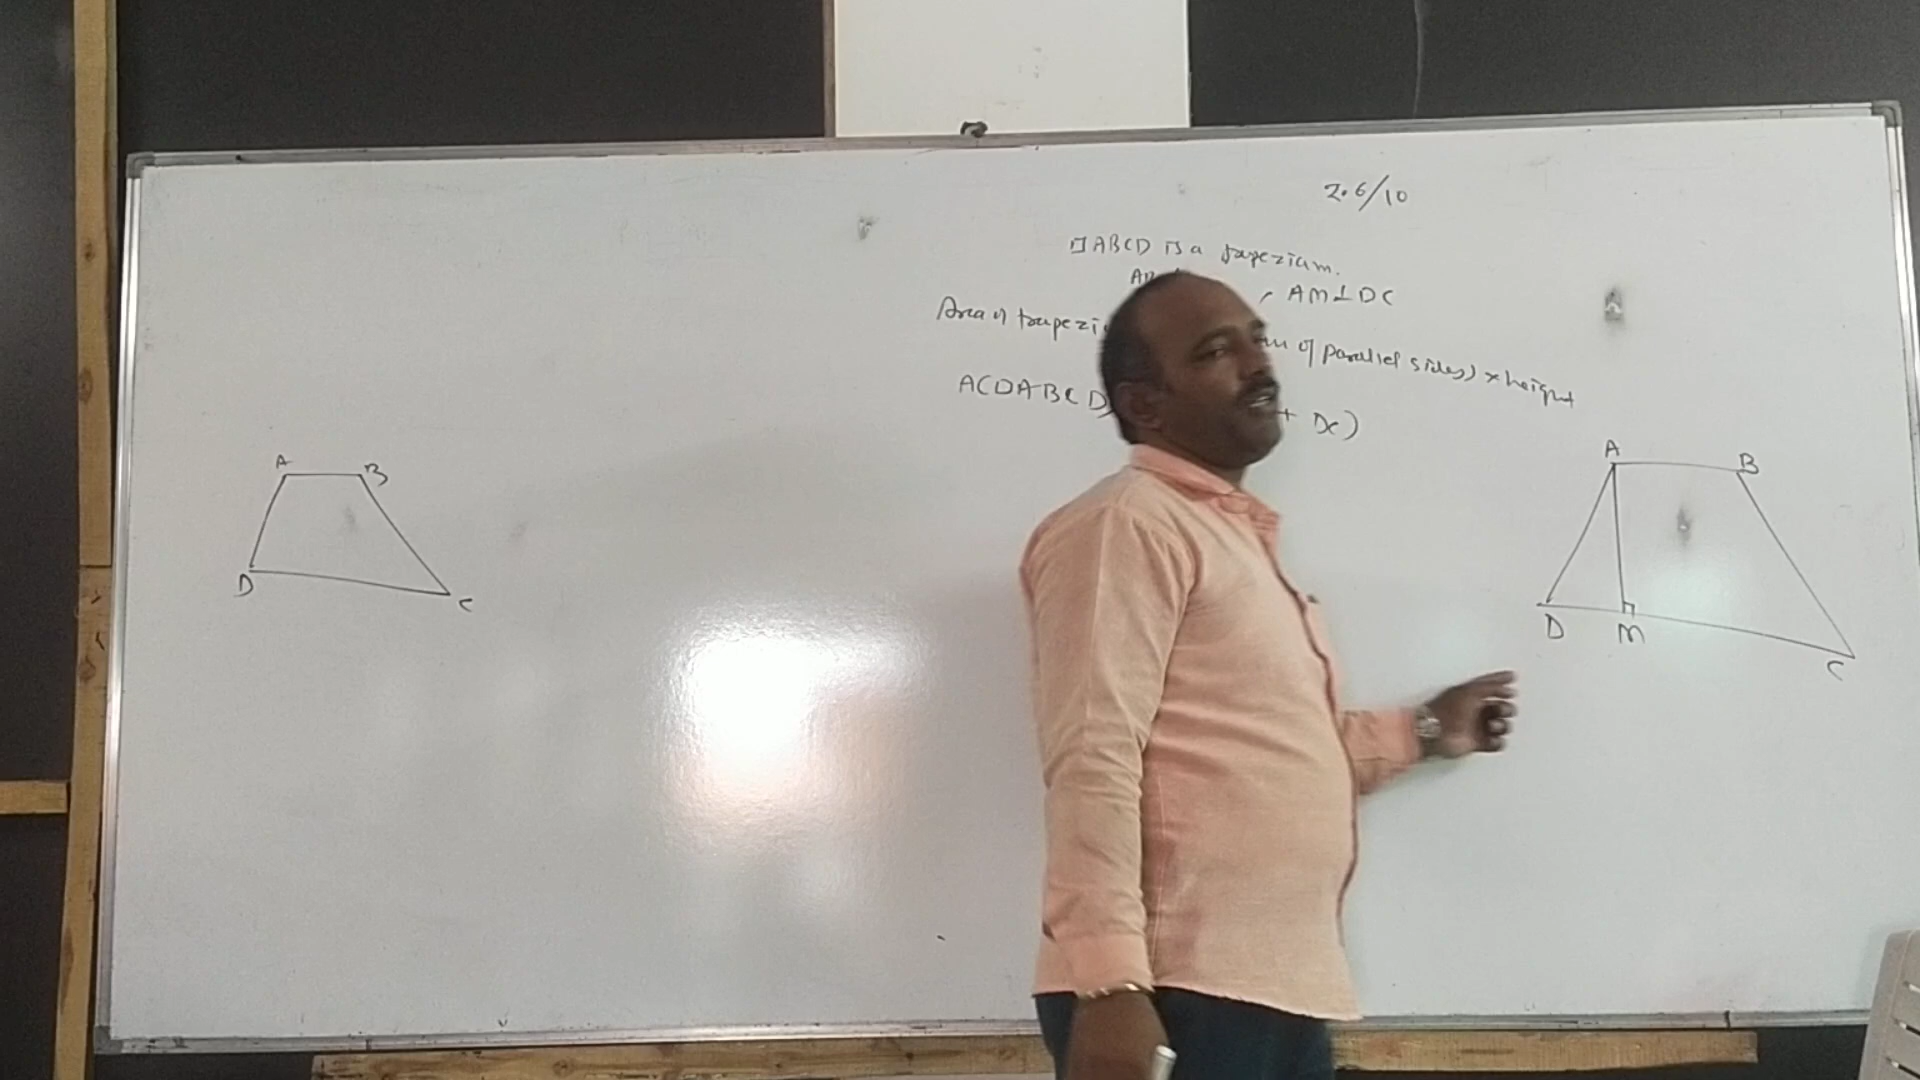 2.6/10
□ABCD is a trapezium.
AM⊥DC
Area of trapezi
of parallel sides) × height
A(□ABCD)
+ DC)
A B
D C
A B
D M C